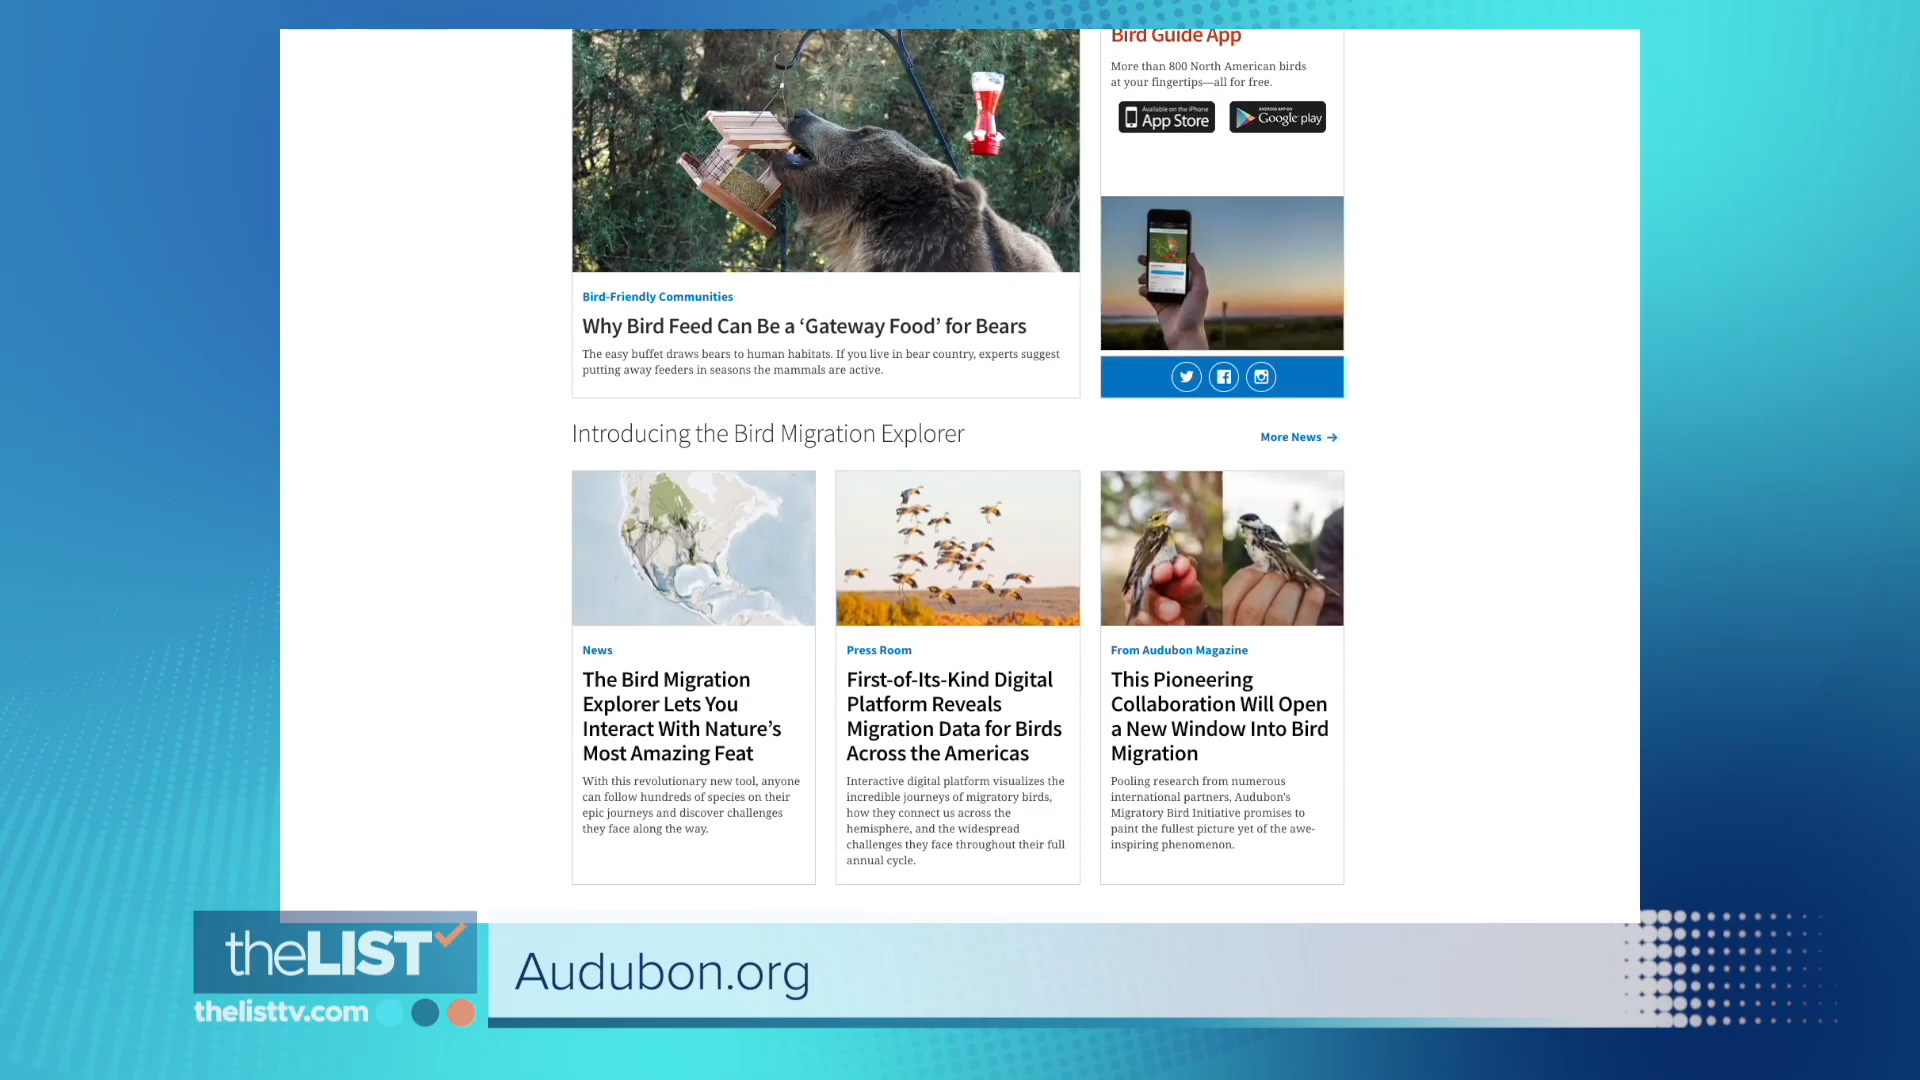 Bird Guide App
More than 800 North American birds
at your fingertips—all for free.
Available on the iPhone
App Store
ANDROID APP ON
Google play
Bird-Friendly Communities
Why Bird Feed Can Be a ‘Gateway Food’ for Bears
The easy buffet draws bears to human habitats. If you live in bear country, experts suggest
putting away feeders in seasons the mammals are active.
Introducing the Bird Migration Explorer
More News →
News
The Bird Migration
Explorer Lets You
Interact With Nature’s
Most Amazing Feat
With this revolutionary new tool, anyone
can follow hundreds of species on their
epic journeys and discover challenges
they face along the way.
Press Room
First-of-Its-Kind Digital
Platform Reveals
Migration Data for Birds
Across the Americas
Interactive digital platform visualizes the
incredible journeys of migratory birds,
how they connect us across the
hemisphere, and the widespread
challenges they face throughout their full
annual cycle.
From Audubon Magazine
This Pioneering
Collaboration Will Open
a New Window Into Bird
Migration
Pooling research from numerous
international partners, Audubon's
Migratory Bird Initiative promises to
paint the fullest picture yet of the awe-
inspiring phenomenon.
theLIST
thelisttv.com
Audubon.org